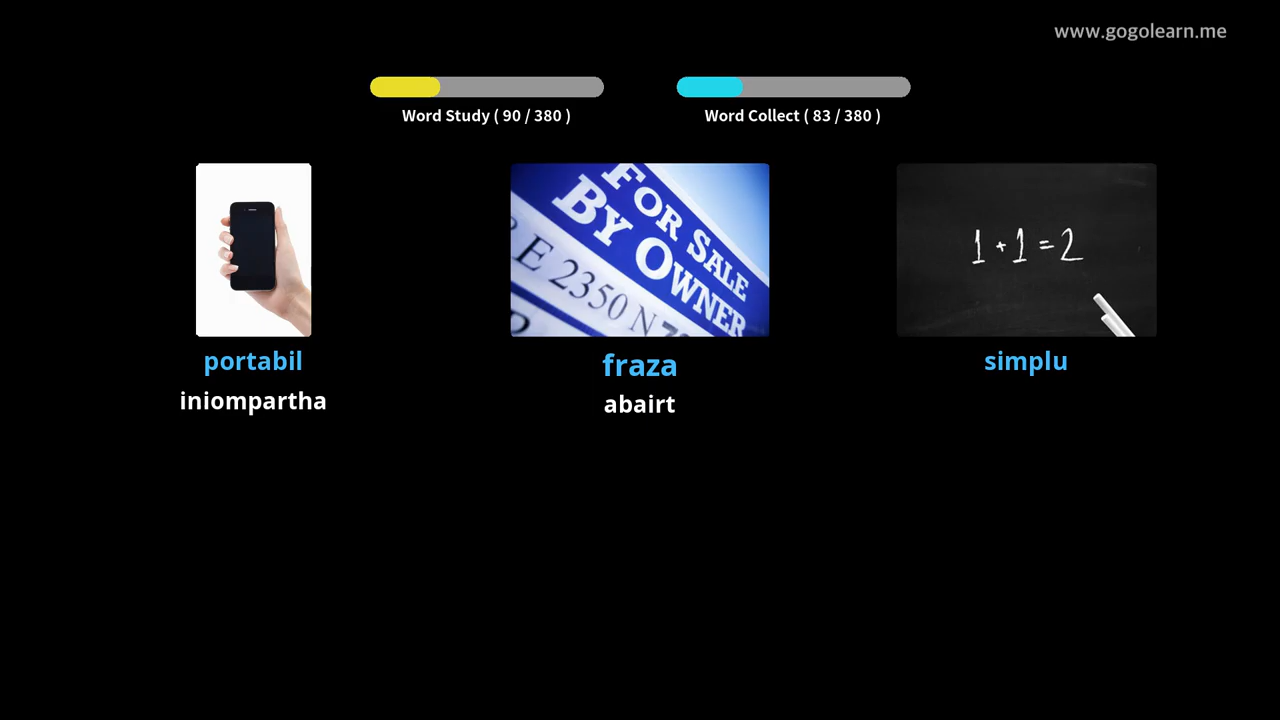 www.gogolearn.me
Word Study ( 90 / 380 )
Word Collect ( 83 / 380 )
FOR SALE
BY OWNER
E 2350 N
1 + 1 = 2
portabil
fraza
simplu
iniompartha
abairt